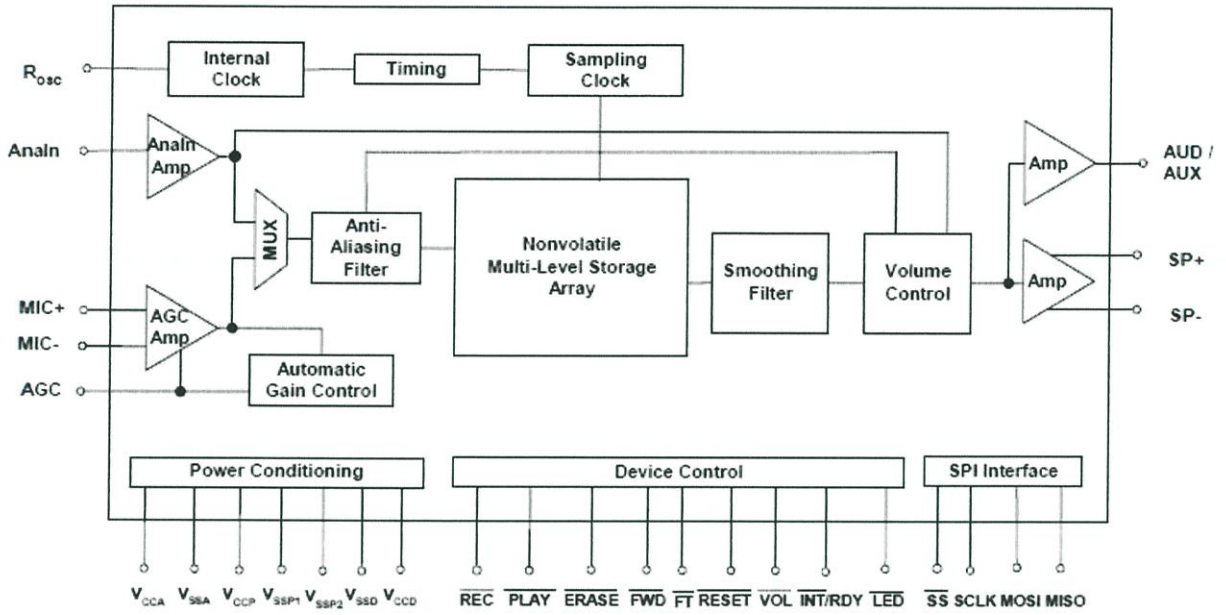 Rosc
Internal
Clock
Timing
Sampling
Clock
AnaIn
AnaIn
Amp
Amp
AUD /
AUX
MUX
Anti-
Aliasing
Filter
Nonvolatile
Multi-Level Storage
Array
Smoothing
Filter
Volume
Control
Amp
SP+
SP-
MIC+
MIC-
AGC
Amp
AGC
Automatic
Gain Control
Power Conditioning
Device Control
SPI Interface
VCCA VSSA VCCP VSSP1 VSSP2 VSSD VCCD
REC PLAY ERASE FWD FT RESET VOL INT/RDY LED
SS SCLK MOSI MISO